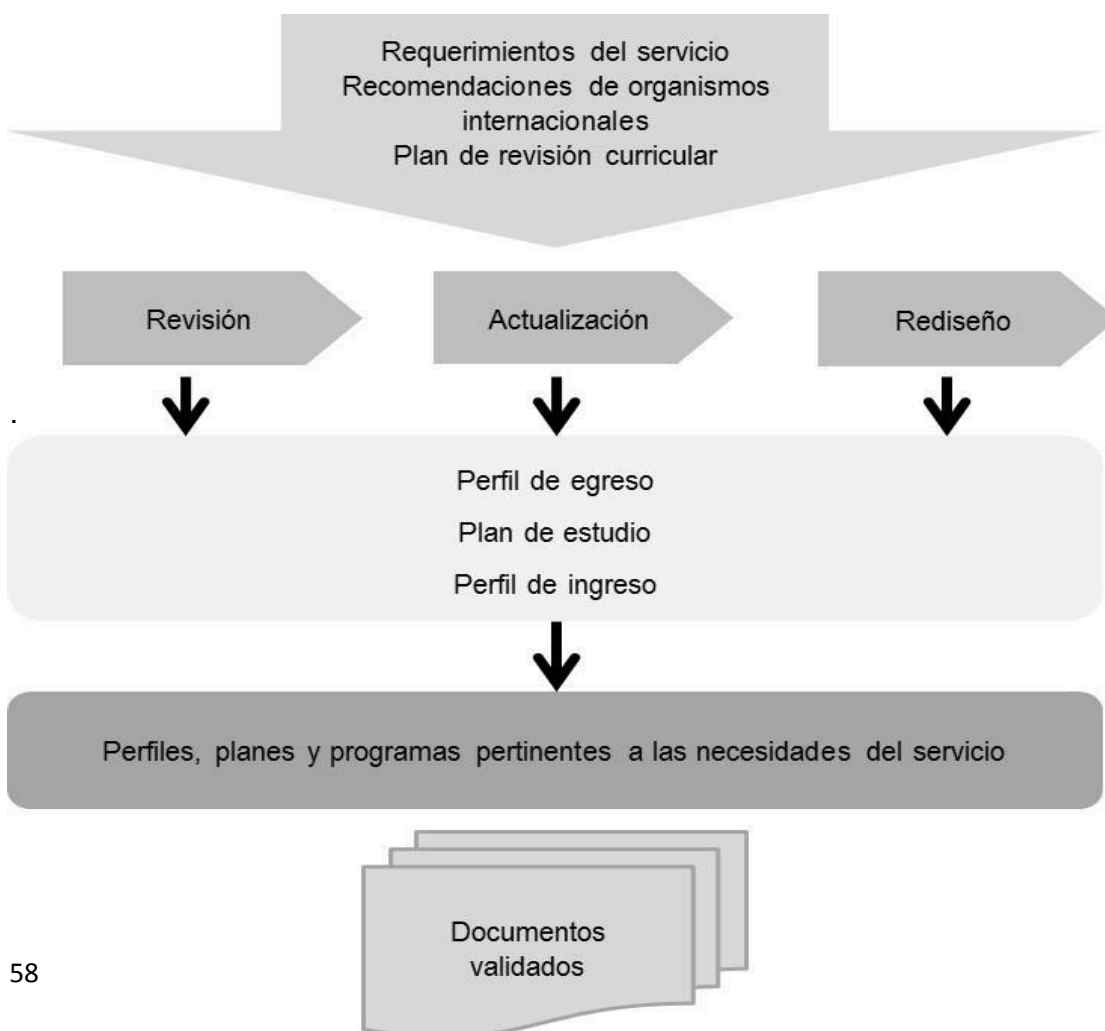 Requerimientos del servicio
Recomendaciones de organismos
internacionales
Plan de revisión curricular
Revisión
Actualización
Rediseño
.
Perfil de egreso
Plan de estudio
Perfil de ingreso
Perfiles, planes y programas pertinentes a las necesidades del servicio
Documentos
validados
58